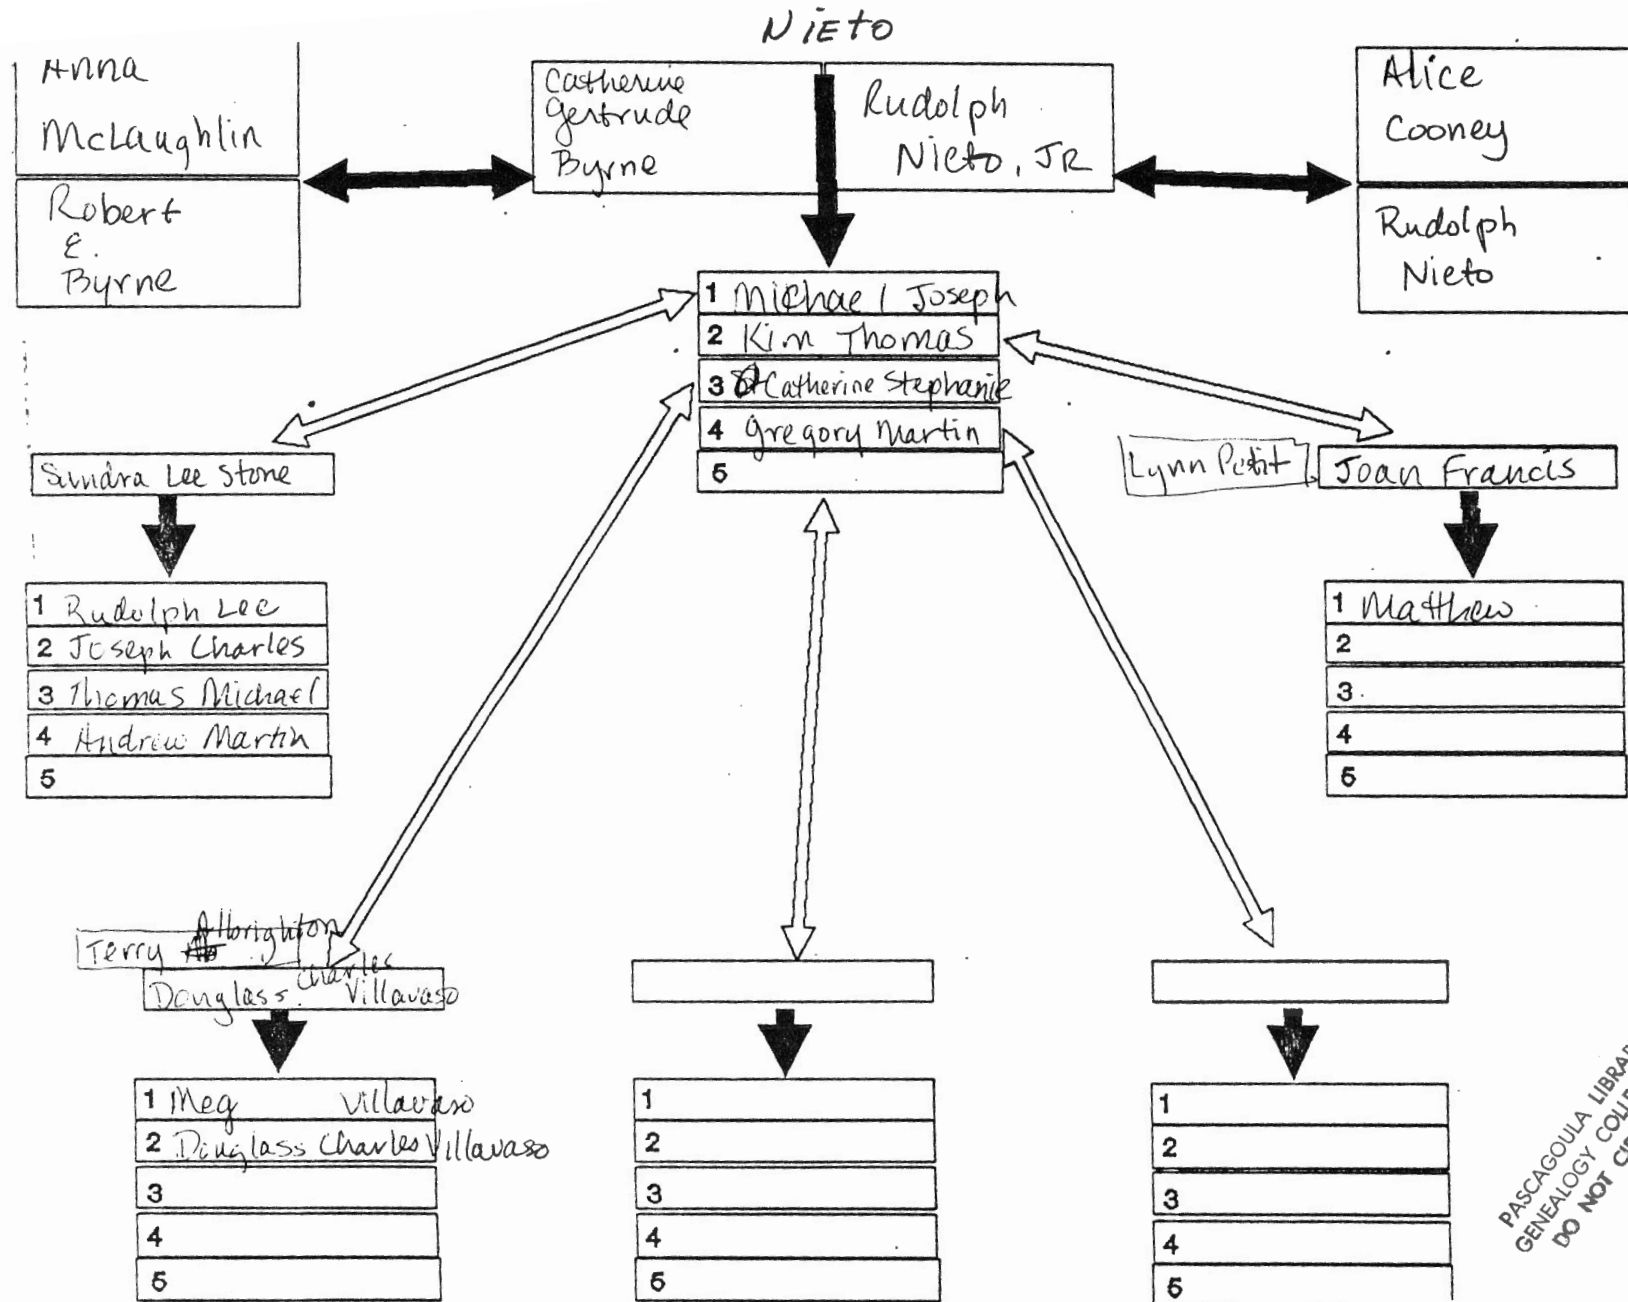 NIETO
Anna
McLaughlin
Robert
E.
Byrne
Catherine
Gertrude
Byrne
Rudolph
Nieto, JR
Alice
Cooney
Rudolph
Nieto
1 Michael Joseph
2 Kim Thomas
3 Catherine Stephanie
4 Gregory Martin
5
Sandra Lee Stone
1 Rudolph Lee
2 Joseph Charles
3 Thomas Michael
4 Andrew Martin
5
Lynn Petit
Joan Francis
1 Matthew
2
3
4
5
Terry Albrighton
Douglass Charles Villavaso
1 Meg Villavaso
2 Douglass Charles Villavaso
3
4
5
1
2
3
4
5
1
2
3
4
5
PASCAGOULA
GENEALOGY
DO NOT